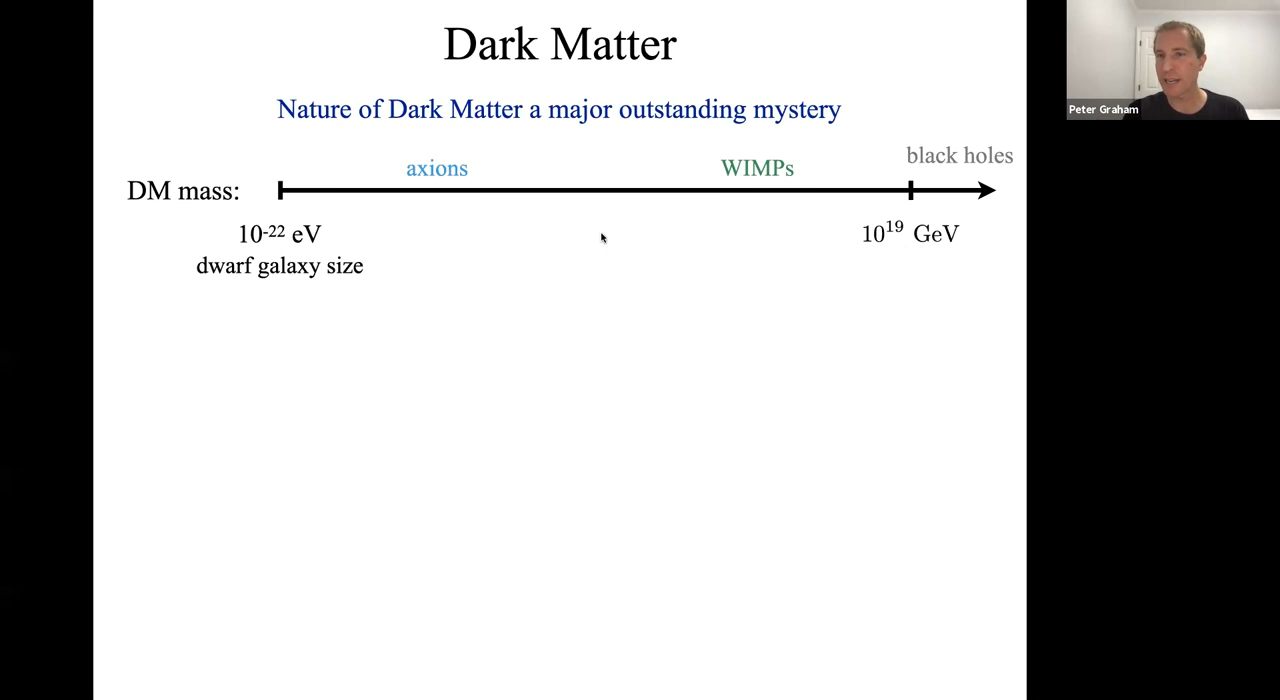 Dark Matter
Peter Graham
Nature of Dark Matter a major outstanding mystery
axions
WIMPs
black holes
DM mass:
10⁻²² eV
10¹⁹ GeV
dwarf galaxy size